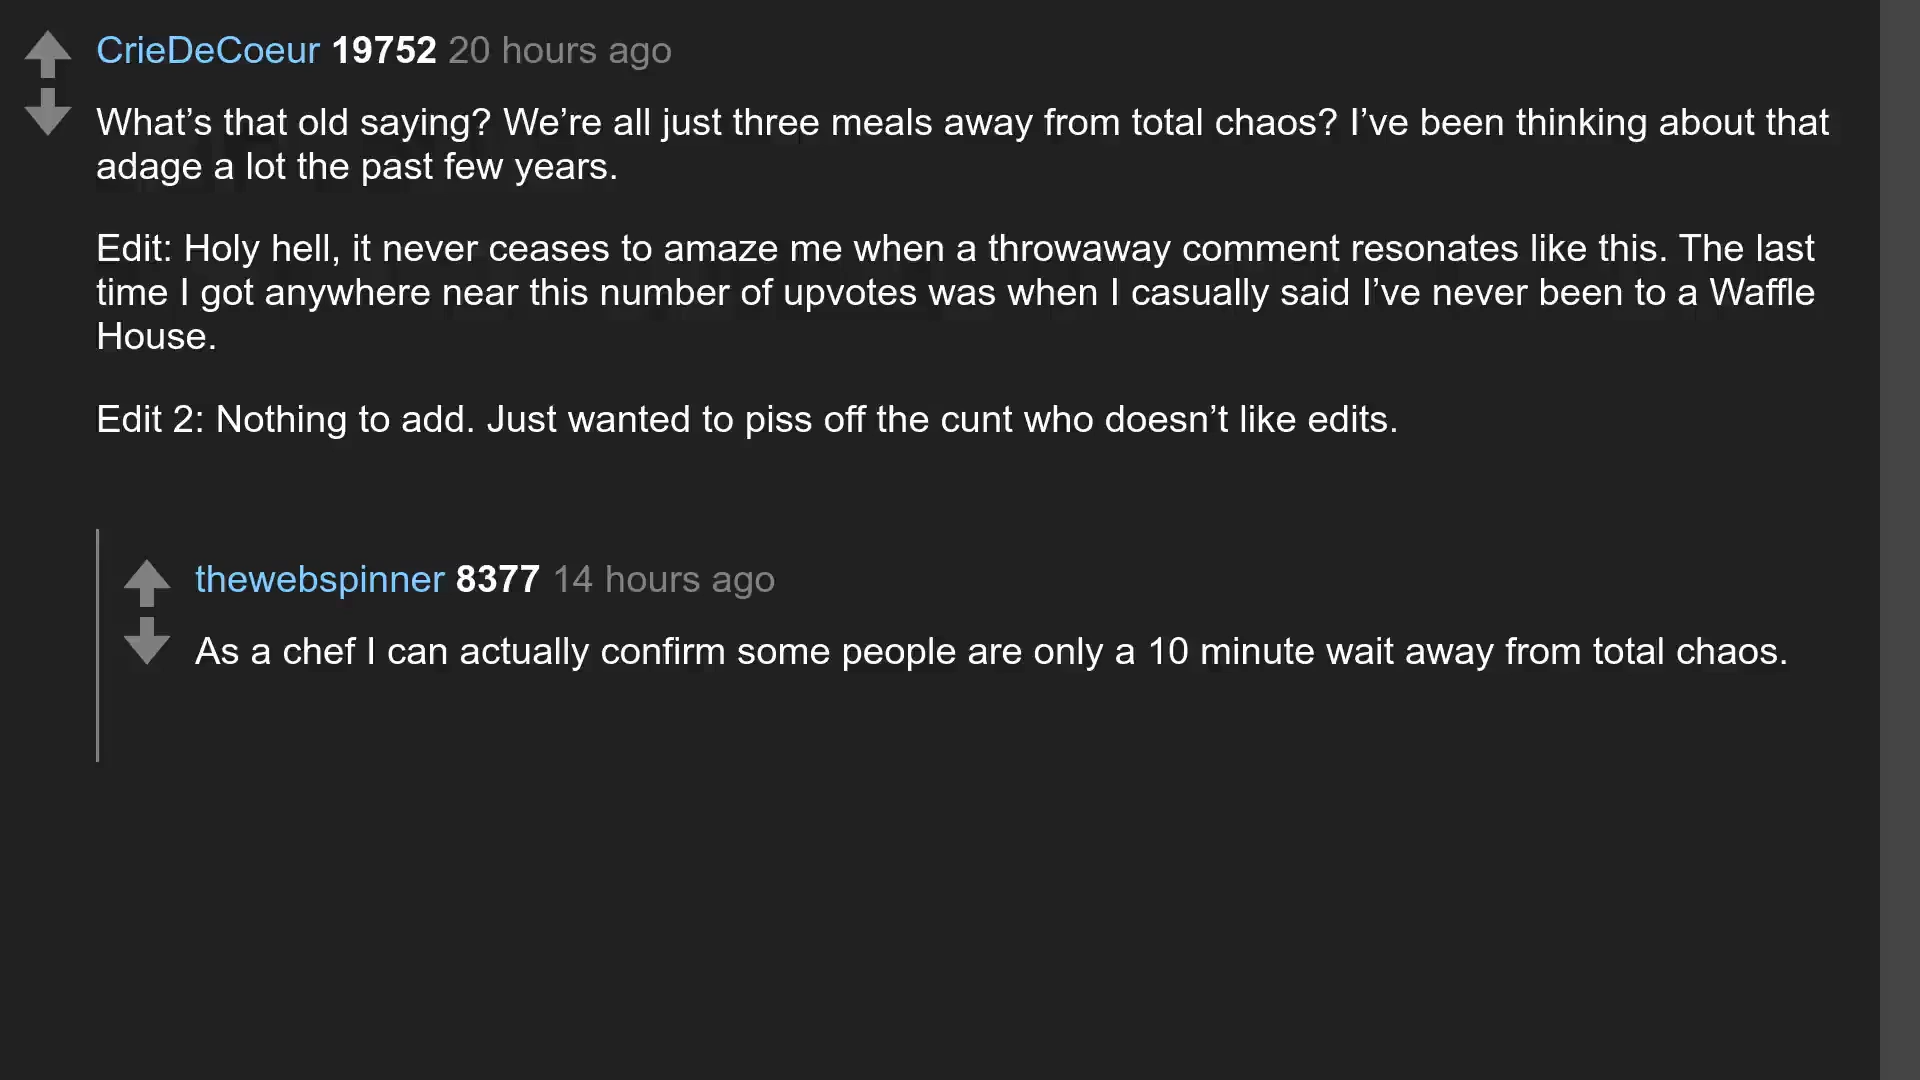 CrieDeCoeur 19752 20 hours ago
What’s that old saying? We’re all just three meals away from total chaos? I’ve been thinking about that
adage a lot the past few years.
Edit: Holy hell, it never ceases to amaze me when a throwaway comment resonates like this. The last
time I got anywhere near this number of upvotes was when I casually said I’ve never been to a Waffle
House.
Edit 2: Nothing to add. Just wanted to piss off the cunt who doesn’t like edits.
thewebspinner 8377 14 hours ago
As a chef I can actually confirm some people are only a 10 minute wait away from total chaos.